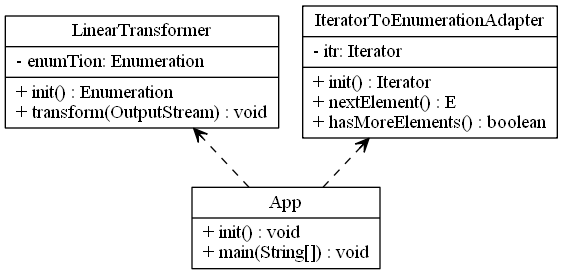 LinearTransformer
- enumTion: Enumeration
+ init() : Enumeration
+ transform(OutputStream) : void
IteratorToEnumerationAdapter
- itr: Iterator
+ init() : Iterator
+ nextElement() : E
+ hasMoreElements() : boolean
App
+ init() : void
+ main(String[]) : void